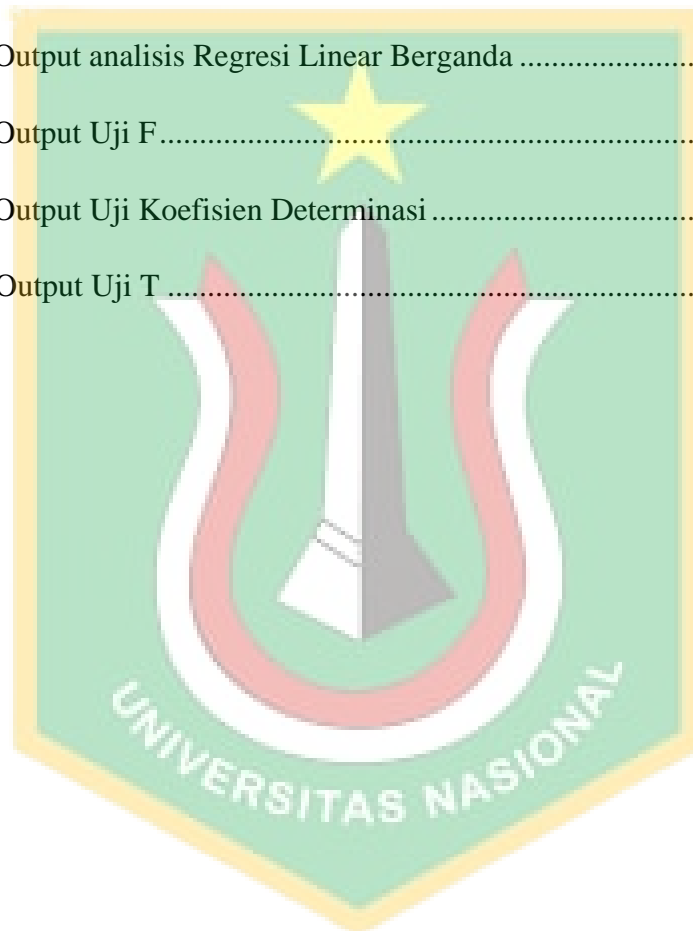 Output analisis Regresi Linear Berganda ......................
Output Uji F..................................................................
Output Uji Koefisien Determinasi.................................
Output Uji T .................................................................
UNIVERSITAS NASIONAL